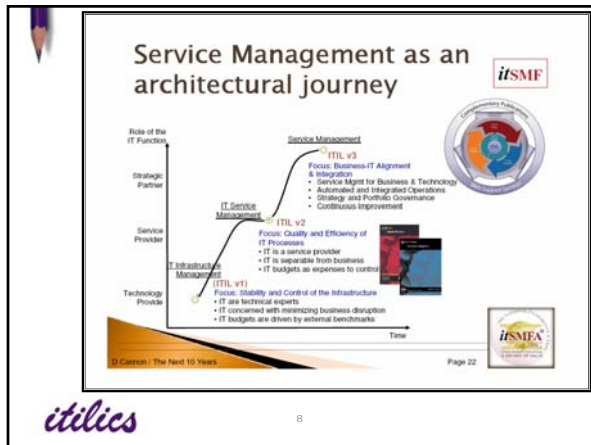 Service Management as an
architectural journey
itSMF
Complementary Publications
Web Support Services
Role of the
IT Function
Service Management
ITIL v3
Focus: Business-IT Alignment
& Integration
• Service Mgmt for Business & Technology
• Automated and Integrated Operations
• Strategy and Portfolio Governance
• Continuous Improvement
Strategic
Partner
IT Service
Management
ITIL v2
Focus: Quality and Efficiency of
IT Processes
• IT is a service provider
• IT is separable from business
• IT budgets as expenses to control
Service
Provider
IT Infrastructure
Management
(ITIL v1)
Focus: Stability and Control of the Infrastructure
• IT are technical experts
• IT concerned with minimizing business disruption
• IT budgets are driven by external benchmarks
Technology
Provide
Time
itSMFA
D Cannon / The Next 10 Years
Page 22
itilics
8